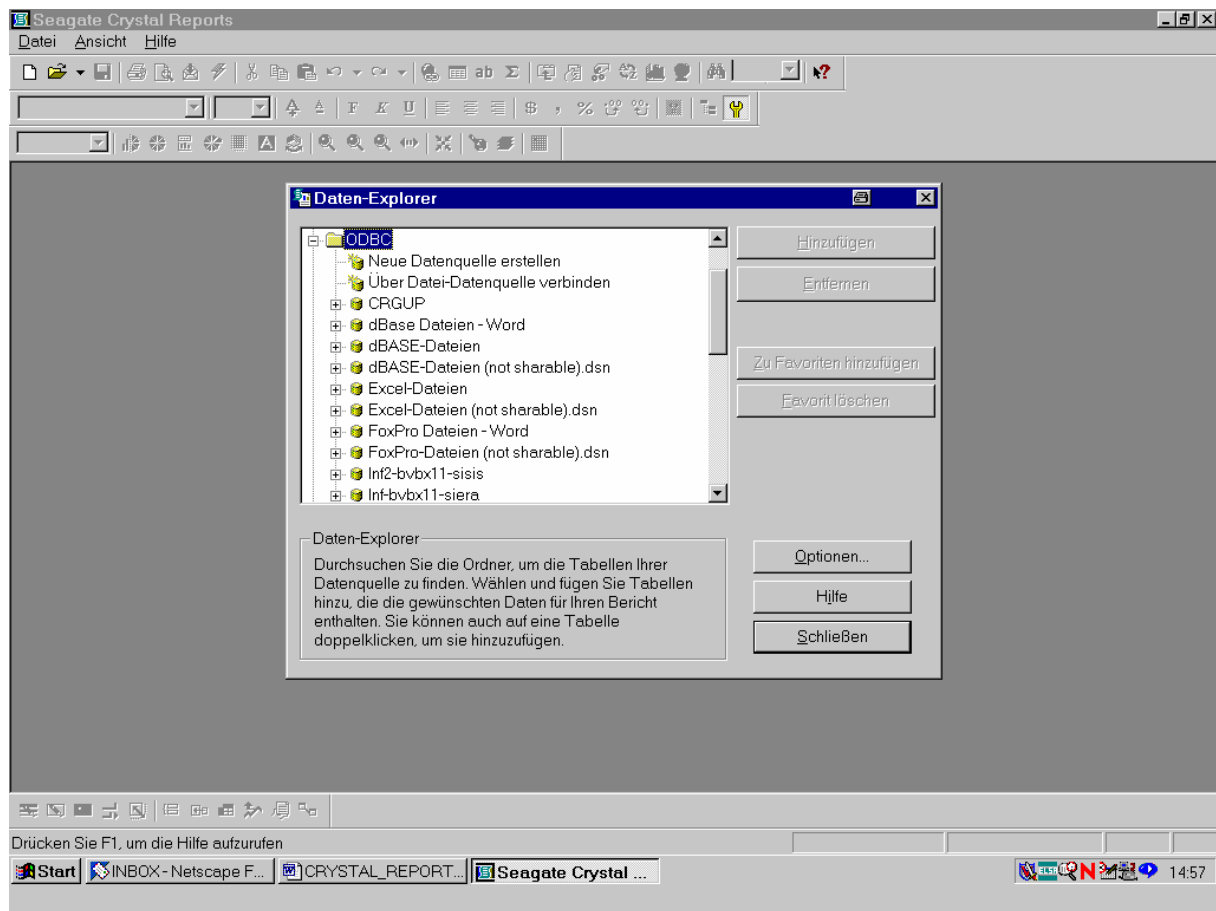 Seagate Crystal Reports
Datei Ansicht Hilfe
ab Σ
F K U $ , %
A
Daten-Explorer
ODBC
Neue Datenquelle erstellen
Über Datei-Datenquelle verbinden
CRGUP
dBase Dateien - Word
dBASE-Dateien
dBASE-Dateien (not sharable).dsn
Excel-Dateien
Excel-Dateien (not sharable).dsn
FoxPro Dateien - Word
FoxPro-Dateien (not sharable).dsn
Inf2-bvbx11-sisis
Inf-bvbx11-siera
Hinzufügen
Entfernen
Zu Favoriten hinzufügen
Favorit löschen
Daten-Explorer
Durchsuchen Sie die Ordner, um die Tabellen Ihrer
Datenquelle zu finden. Wählen und fügen Sie Tabellen
hinzu, die die gewünschten Daten für Ihren Bericht
enthalten. Sie können auch auf eine Tabelle
doppelklicken, um sie hinzuzufügen.
Optionen...
Hilfe
Schließen
Drücken Sie F1, um die Hilfe aufzurufen
Start INBOX - Netscape F... CRYSTAL_REPORT... Seagate Crystal ... N 14:57